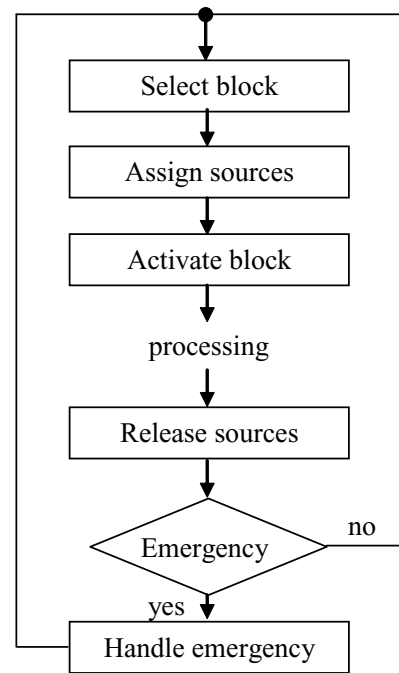 Select block
Assign sources
Activate block
processing
Release sources
Emergency
no
yes
Handle emergency